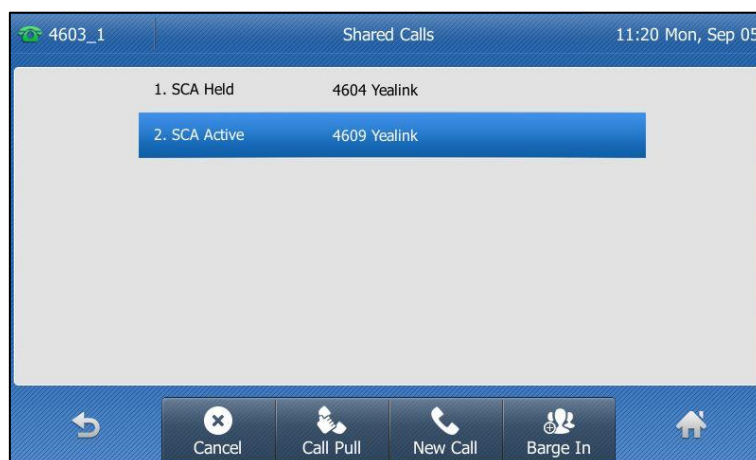 4603_1 Shared Calls 11:20 Mon, Sep 05
1. SCA Held 4604 Yealink
2. SCA Active 4609 Yealink
Cancel Call Pull New Call Barge In